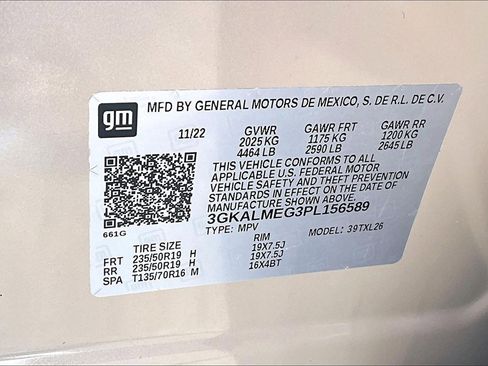 gm
MFD BY GENERAL MOTORS DE MEXICO, S. DE R.L. DE C.V.
11/22 GVWR GAWR FRT GAWR RR
2025 KG 1175 KG 1200 KG
4464 LB 2590 LB 2645 LB
THIS VEHICLE CONFORMS TO ALL
APPLICABLE U.S. FEDERAL MOTOR
VEHICLE SAFETY AND THEFT PREVENTION
STANDARDS IN EFFECT ON THE DATE OF
MANUFACTURE SHOWN ABOVE.
3GKALMEG3PL156589
661G
TYPE: MPV MODEL: 39TXL26
TIRE SIZE RIM
FRT 235/50R19 H 19X7.5J
RR 235/50R19 H 19X7.5J
SPA T135/70R16 M 16X4BT